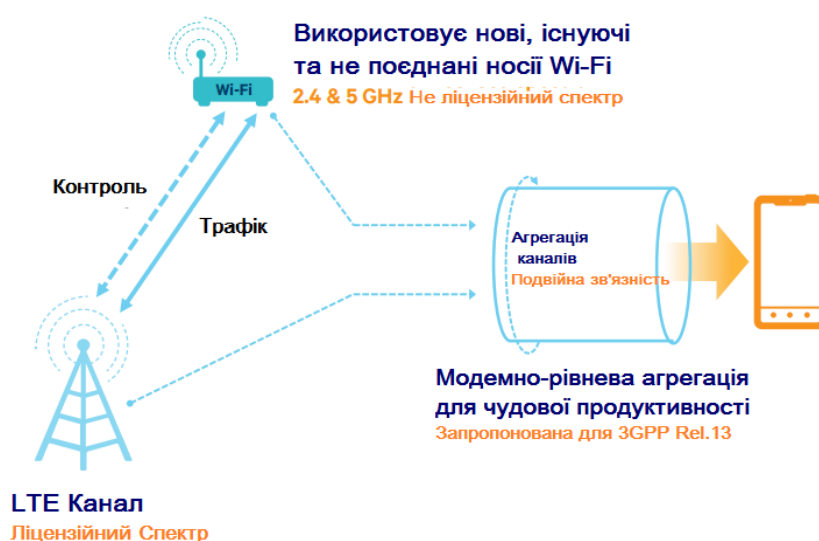 Використовує нові, існуючі
та не поєднані носії Wi-Fi
2.4 & 5 GHz Не ліцензійний спектр
Wi-Fi
Контроль
Трафік
Агрегація
каналів
Подвійна зв'язність
Модемно-рівнева агрегація
для чудової продуктивності
Запропонована для 3GPP Rel.13
LTE Канал
Ліцензійний Спектр